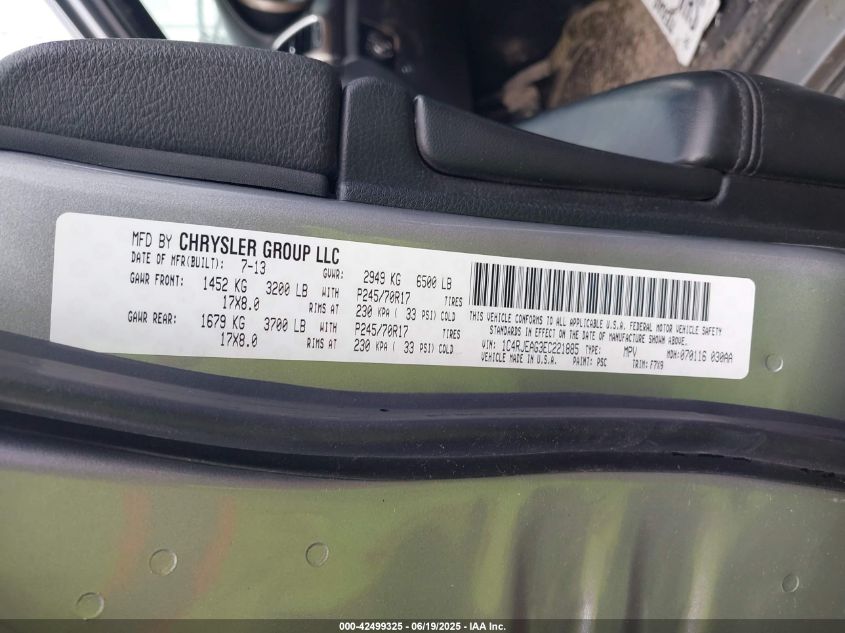 MFD BY CHRYSLER GROUP LLC
DATE OF MFR(BUILT): 7-13 GVWR: 2949 KG 6500 LB
GAWR FRONT: 1452 KG 3200 LB WITH P245/70R17 TIRES
17X8.0 RIMS AT 230 KPA ( 33 PSI) COLD
GAWR REAR: 1679 KG 3700 LB WITH P245/70R17 TIRES
17X8.0 RIMS AT 230 KPA ( 33 PSI) COLD
THIS VEHICLE CONFORMS TO ALL APPLICABLE U.S.A. FEDERAL MOTOR VEHICLE SAFETY
STANDARDS IN EFFECT ON THE DATE OF MANUFACTURE SHOWN ABOVE.
VIN: 1C4RJEAG3EC221885 TYPE: MPV MDH: 070116 030AA
VEHICLE MADE IN U.S.A. PAINT: PSC TRIM: F7X9
000-42499325 - 06/19/2025 - IAA Inc.